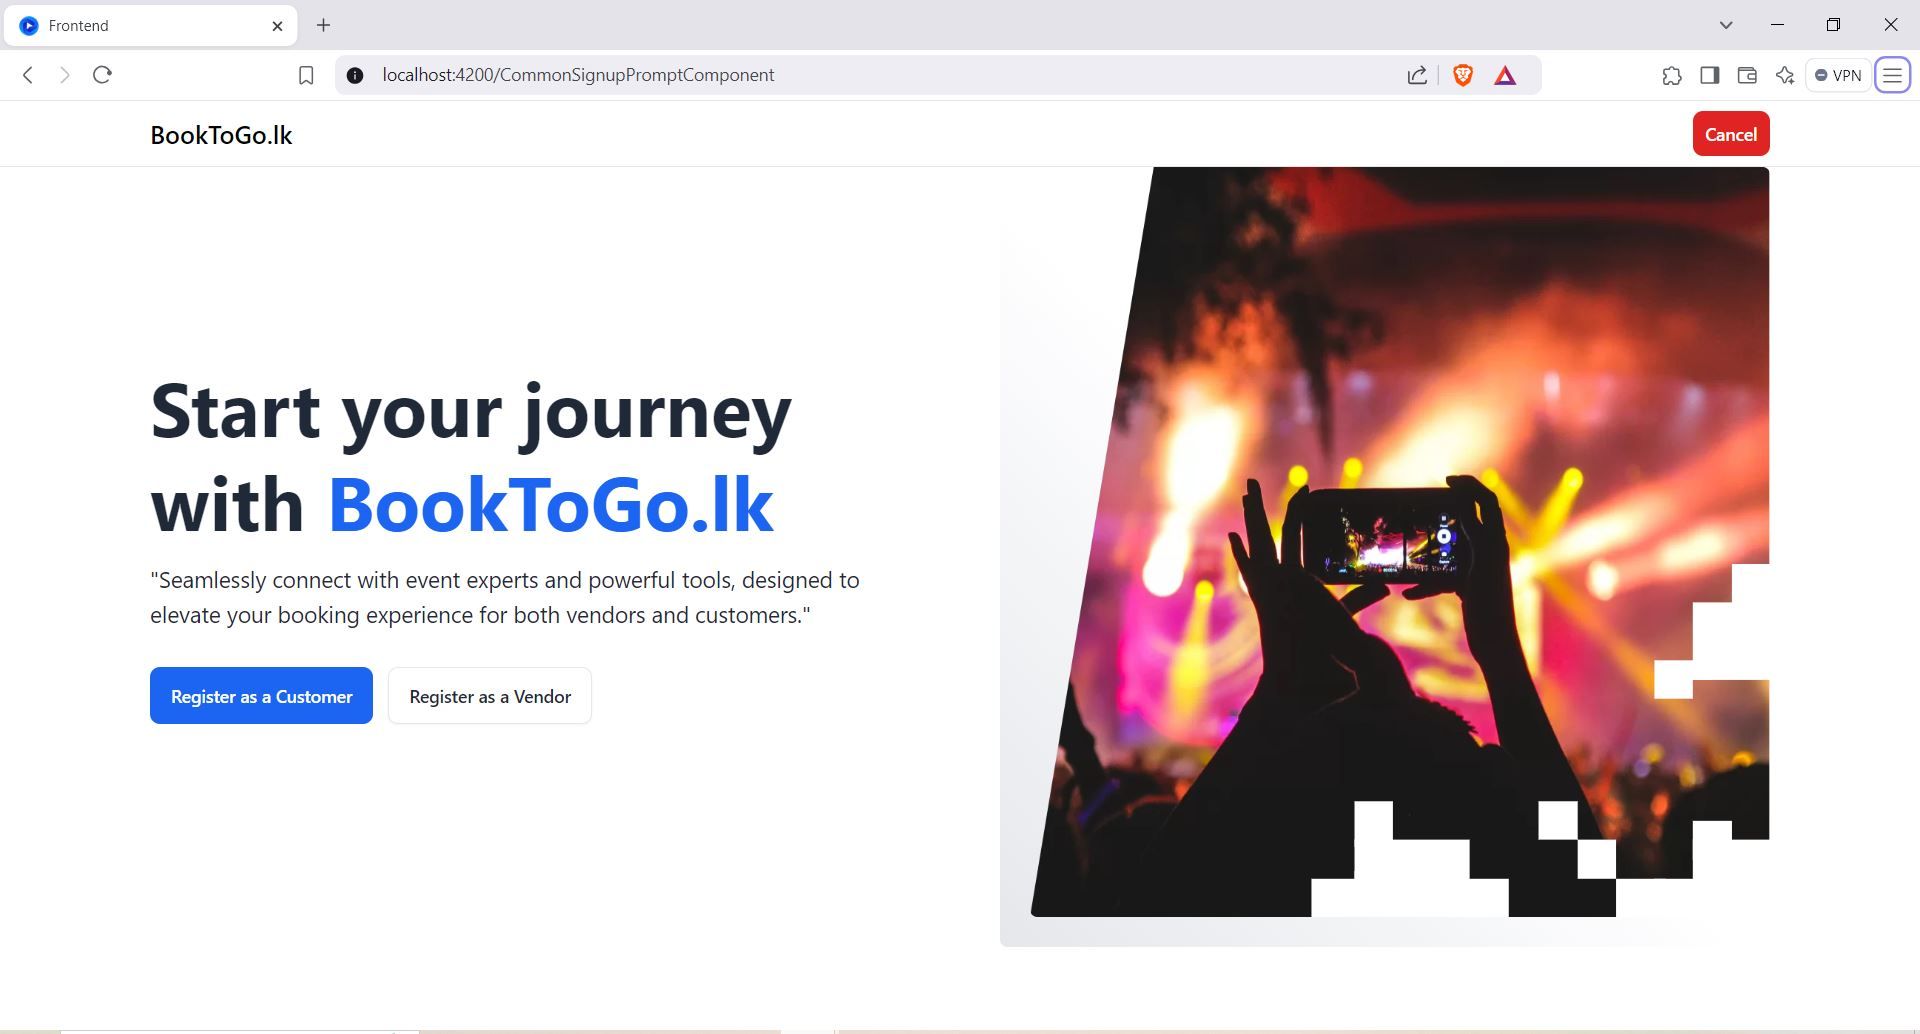 Frontend
localhost:4200/CommonSignupPromptComponent
VPN
BookToGo.lk
Cancel
Start your journey
with BookToGo.lk
"Seamlessly connect with event experts and powerful tools, designed to
elevate your booking experience for both vendors and customers."
Register as a Customer
Register as a Vendor